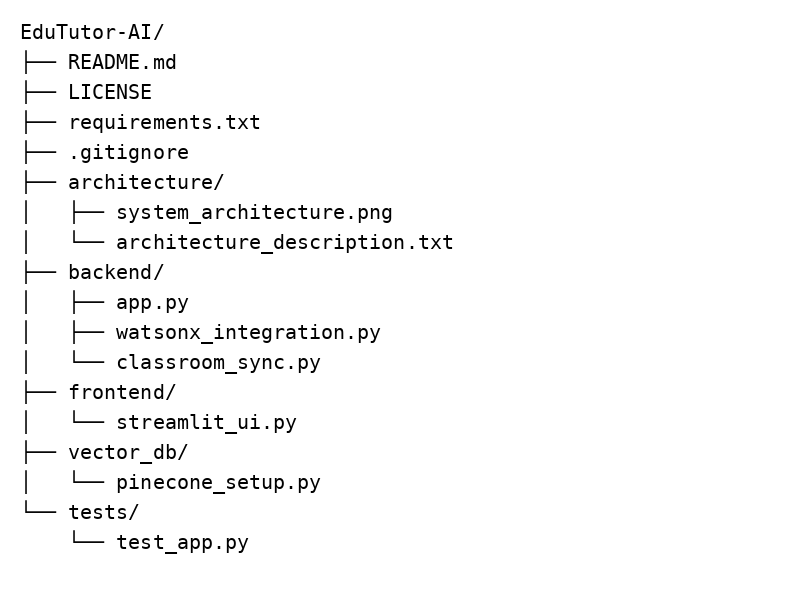 EduTutor-AI/
├── README.md
├── LICENSE
├── requirements.txt
├── .gitignore
├── architecture/
│   ├── system_architecture.png
│   └── architecture_description.txt
├── backend/
│   ├── app.py
│   ├── watsonx_integration.py
│   └── classroom_sync.py
├── frontend/
│   └── streamlit_ui.py
├── vector_db/
│   └── pinecone_setup.py
└── tests/
    └── test_app.py